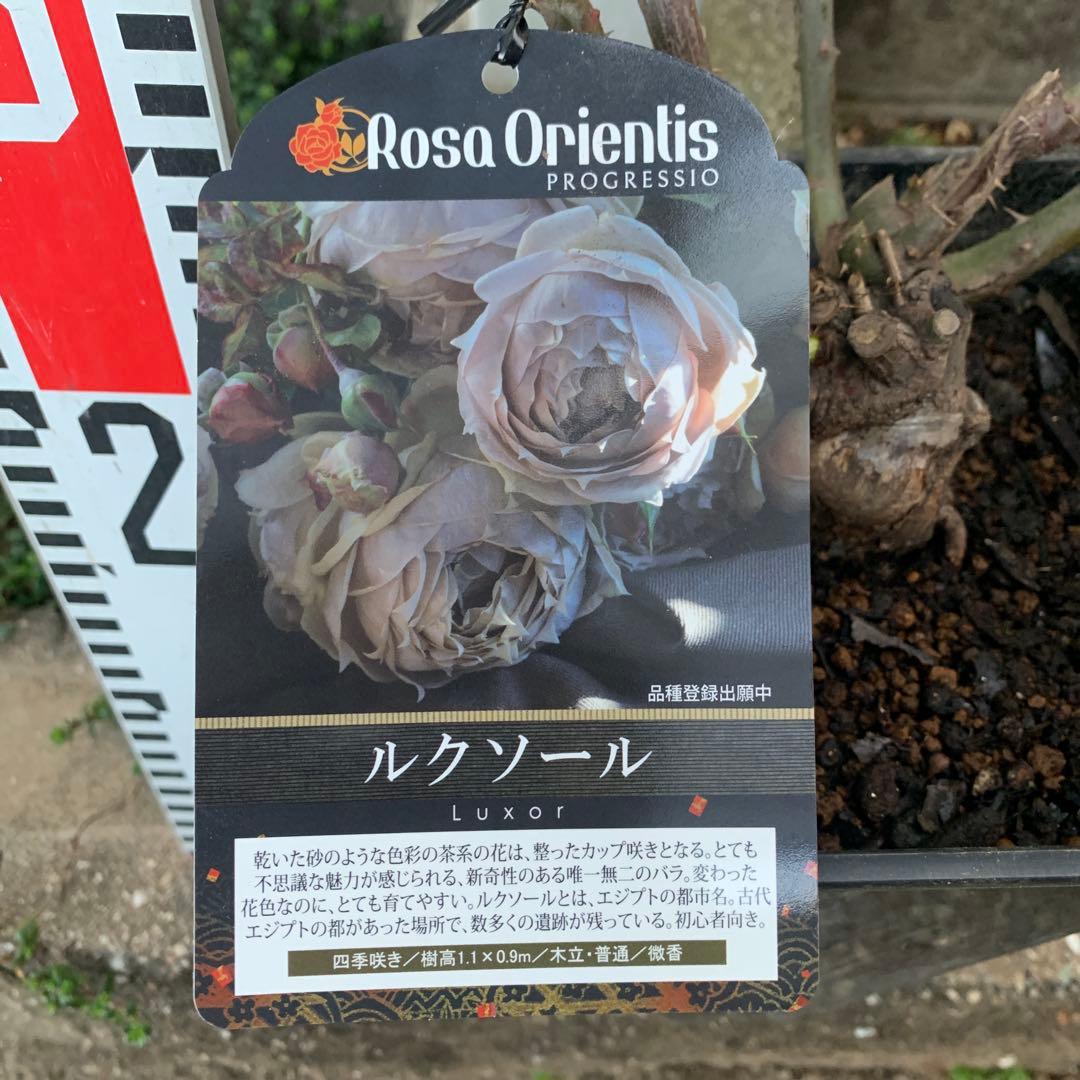 Rosa Orientis
PROGRESSIO
2
品種登録出願中
ルクソール
Luxor
乾いた砂のような色彩の茶系の花は、整ったカップ咲きとなる。とても
不思議な魅力が感じられる、新奇性のある唯一無二のバラ。変わった
花色なのに、とても育てやすい。ルクソールとは、エジプトの都市名。古代
エジプトの都があった場所で、数多くの遺跡が残っている。初心者向き。
四季咲き／樹高1.1×0.9m／木立・普通／微香